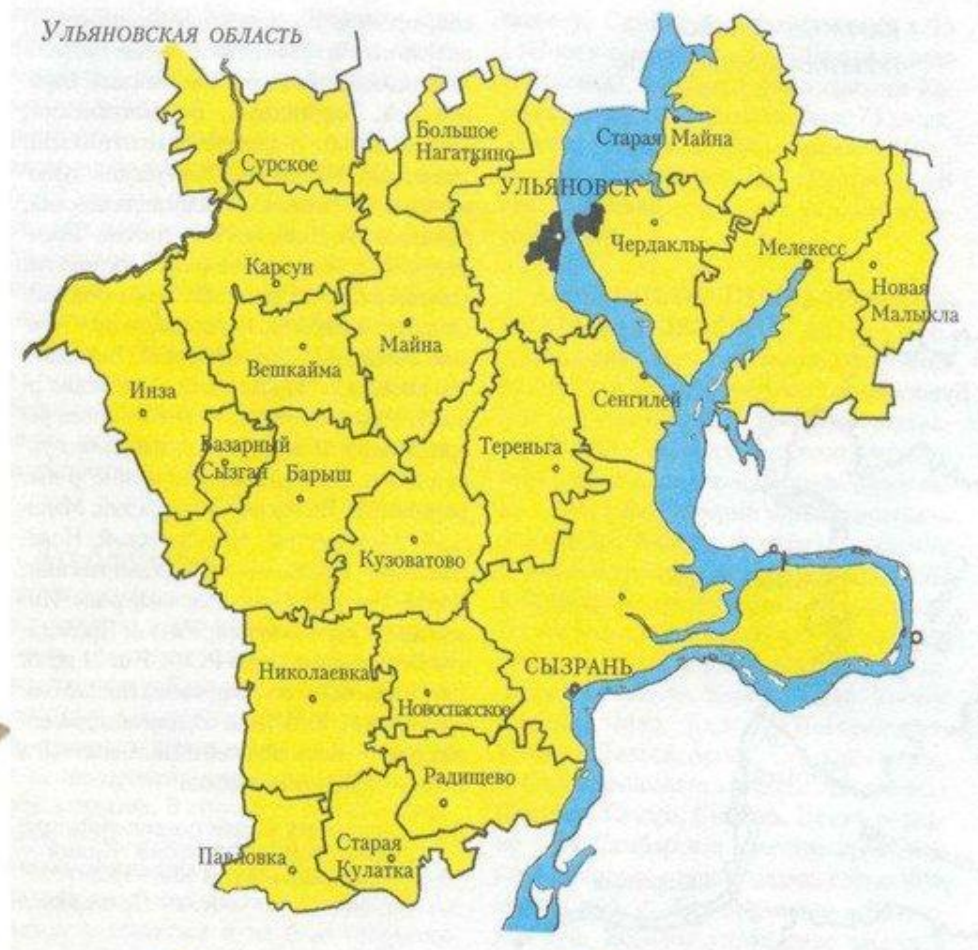 Ульяновская область
Сурское
Большое
Нагаткино
Старая Майна
УЛЬЯНОВСК
Чердаклы
Мелекесс
Новая
Малыкла
Карсун
Майна
Вешкайма
Инза
Сенгилей
Базарный
Сызган
Барыш
Тереньга
Кузоватово
Николаевка
СЫЗРАНЬ
Новоспасское
Радищево
Павловка
Старая
Кулатка